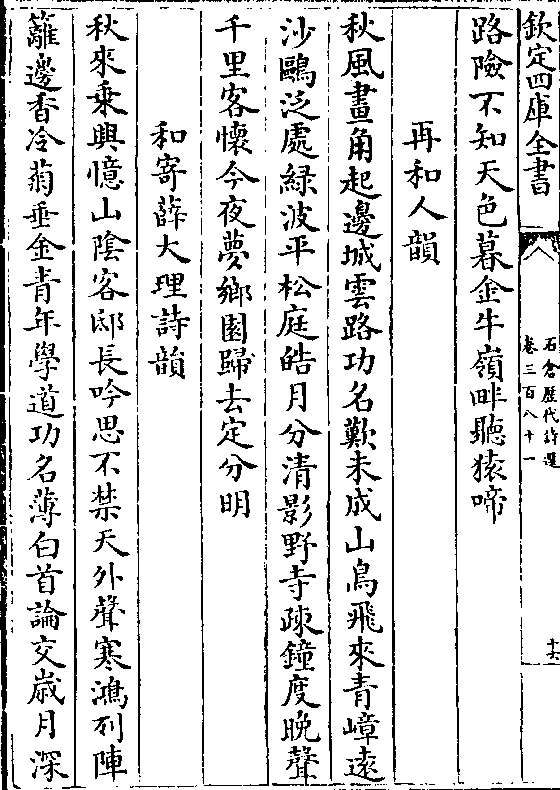 欽定四庫全書
石倉歷代詩選
卷三百八十一
十六
路險不知天色暮金牛嶺畔聽猿啼
再和人韻
秋風畫角起邊城雲路功名歎未成山鳥飛來青嶂遠
沙鷗泛處綠波平松庭皓月分清影野寺疎鐘度晚聲
千里客懷今夜夢鄉園歸去定分明
和寄薛大理詩韻
秋來乗興憶山陰客邸長吟思不禁天外聲寒鴻列陣
籬邊香冷菊垂金青年學道功名薄白首論交歲月深